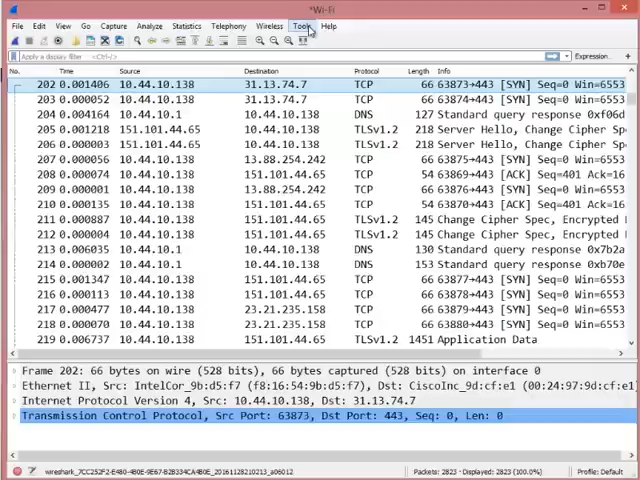 *Wi-Fi
File Edit View Go Capture Analyze Statistics Telephony Wireless Tools Help
Apply a display filter Expression... +
No. Time Source Destination Protocol Length Info
202 0.001406 10.44.10.138 31.13.74.7 TCP 66 63873→443 [SYN] Seq=0 Win=6553
203 0.000052 10.44.10.138 31.13.74.7 TCP 66 63874→443 [SYN] Seq=0 Win=6553
204 0.004164 10.44.10.1 10.44.10.138 DNS 127 Standard query response 0xf06d
205 0.001218 151.101.44.65 10.44.10.138 TLSv1.2 218 Server Hello, Change Cipher Spe
206 0.000003 151.101.44.65 10.44.10.138 TLSv1.2 218 Server Hello, Change Cipher Spe
207 0.000056 10.44.10.138 13.88.254.242 TCP 66 63875→443 [SYN] Seq=0 Win=6553
208 0.000074 10.44.10.138 151.101.44.65 TCP 54 63869→443 [ACK] Seq=401 Ack=16
209 0.000001 10.44.10.138 13.88.254.242 TCP 66 63876→443 [SYN] Seq=0 Win=6553
210 0.000135 10.44.10.138 151.101.44.65 TCP 54 63870→443 [ACK] Seq=401 Ack=16
211 0.000887 10.44.10.138 151.101.44.65 TLSv1.2 145 Change Cipher Spec, Encrypted
212 0.000004 10.44.10.138 151.101.44.65 TLSv1.2 145 Change Cipher Spec, Encrypted
213 0.006035 10.44.10.1 10.44.10.138 DNS 130 Standard query response 0x7b2a
214 0.000002 10.44.10.1 10.44.10.138 DNS 153 Standard query response 0xb70e
215 0.001347 10.44.10.138 151.101.44.65 TCP 66 63877→443 [SYN] Seq=0 Win=6553
216 0.000113 10.44.10.138 151.101.44.65 TCP 66 63878→443 [SYN] Seq=0 Win=6553
217 0.000477 10.44.10.138 23.21.235.158 TCP 66 63879→443 [SYN] Seq=0 Win=6553
218 0.000070 10.44.10.138 23.21.235.158 TCP 66 63880→443 [SYN] Seq=0 Win=6553
219 0.006737 10.44.10.138 151.101.44.65 TLSv1.2 1451 Application Data
Frame 202: 66 bytes on wire (528 bits), 66 bytes captured (528 bits) on interface 0
Ethernet II, Src: IntelCor_9b:d5:f7 (f8:16:54:9b:d5:f7), Dst: CiscoInc_9d:cf:e1 (00:24:97:9d:cf:e1)
Internet Protocol Version 4, Src: 10.44.10.138, Dst: 31.13.74.7
Transmission Control Protocol, Src Port: 63873, Dst Port: 443, Seq: 0, Len: 0
Packets: 2823 · Displayed: 2823 (100.0%) Profile: Default